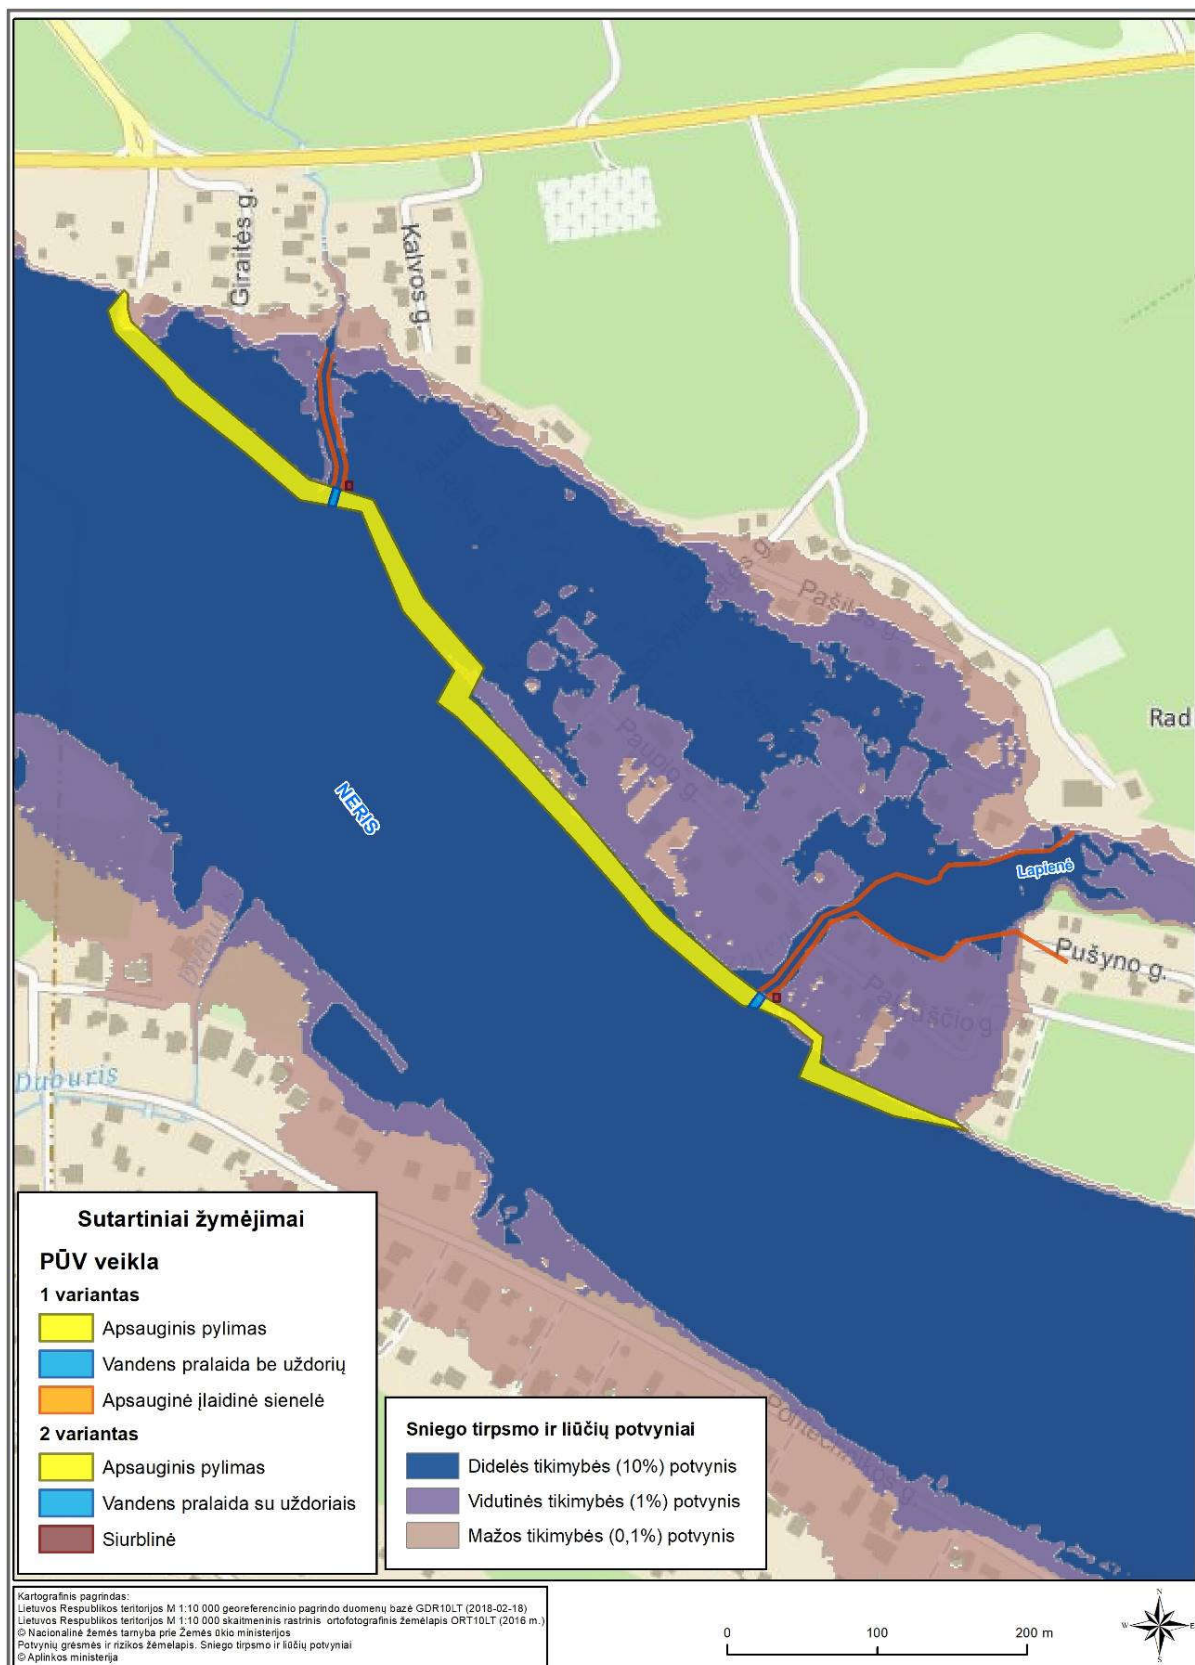 Giraitės g.
Kalvos g.
Pašilės g.
Rad
Paupio g.
NERIS
Lapienė
Pušyno g.
Duburis
Politechnikos g.
Sutartiniai žymėjimai
PŪV veikla
1 variantas
Apsauginis pylimas
Vandens pralaida be uždorių
Apsauginė įlaidinė sienelė
2 variantas
Apsauginis pylimas
Vandens pralaida su uždoriais
Siurblinė
Sniego tirpsmo ir liūčių potvyniai
Didelės tikimybės (10%) potvynis
Vidutinės tikimybės (1%) potvynis
Mažos tikimybės (0,1%) potvynis
Kartografinis pagrindas:
Lietuvos Respublikos teritorijos M 1:10 000 georeferencinio pagrindo duomenų bazė GDR10LT (2018-02-18)
Lietuvos Respublikos teritorijos M 1:10 000 skaitmeninis rastrinis ortofotografinis žemėlapis ORT10LT (2016 m.)
© Nacionalinė žemės tarnyba prie Žemės ūkio ministerijos
Potvynių grėsmės ir rizikos žemėlapis. Sniego tirpsmo ir liūčių potvyniai
© Aplinkos ministerija
0 100 200 m
N
W E
S